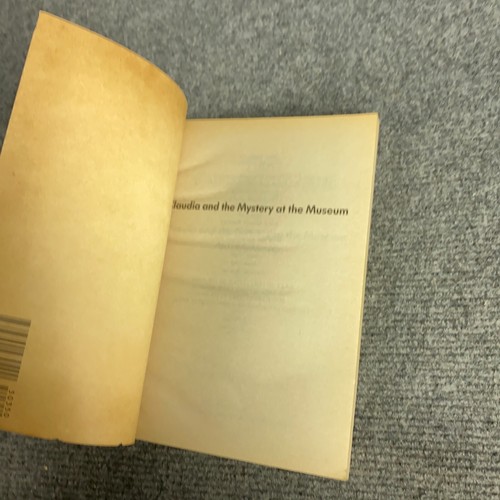 laudia and the Mystery at the Museum